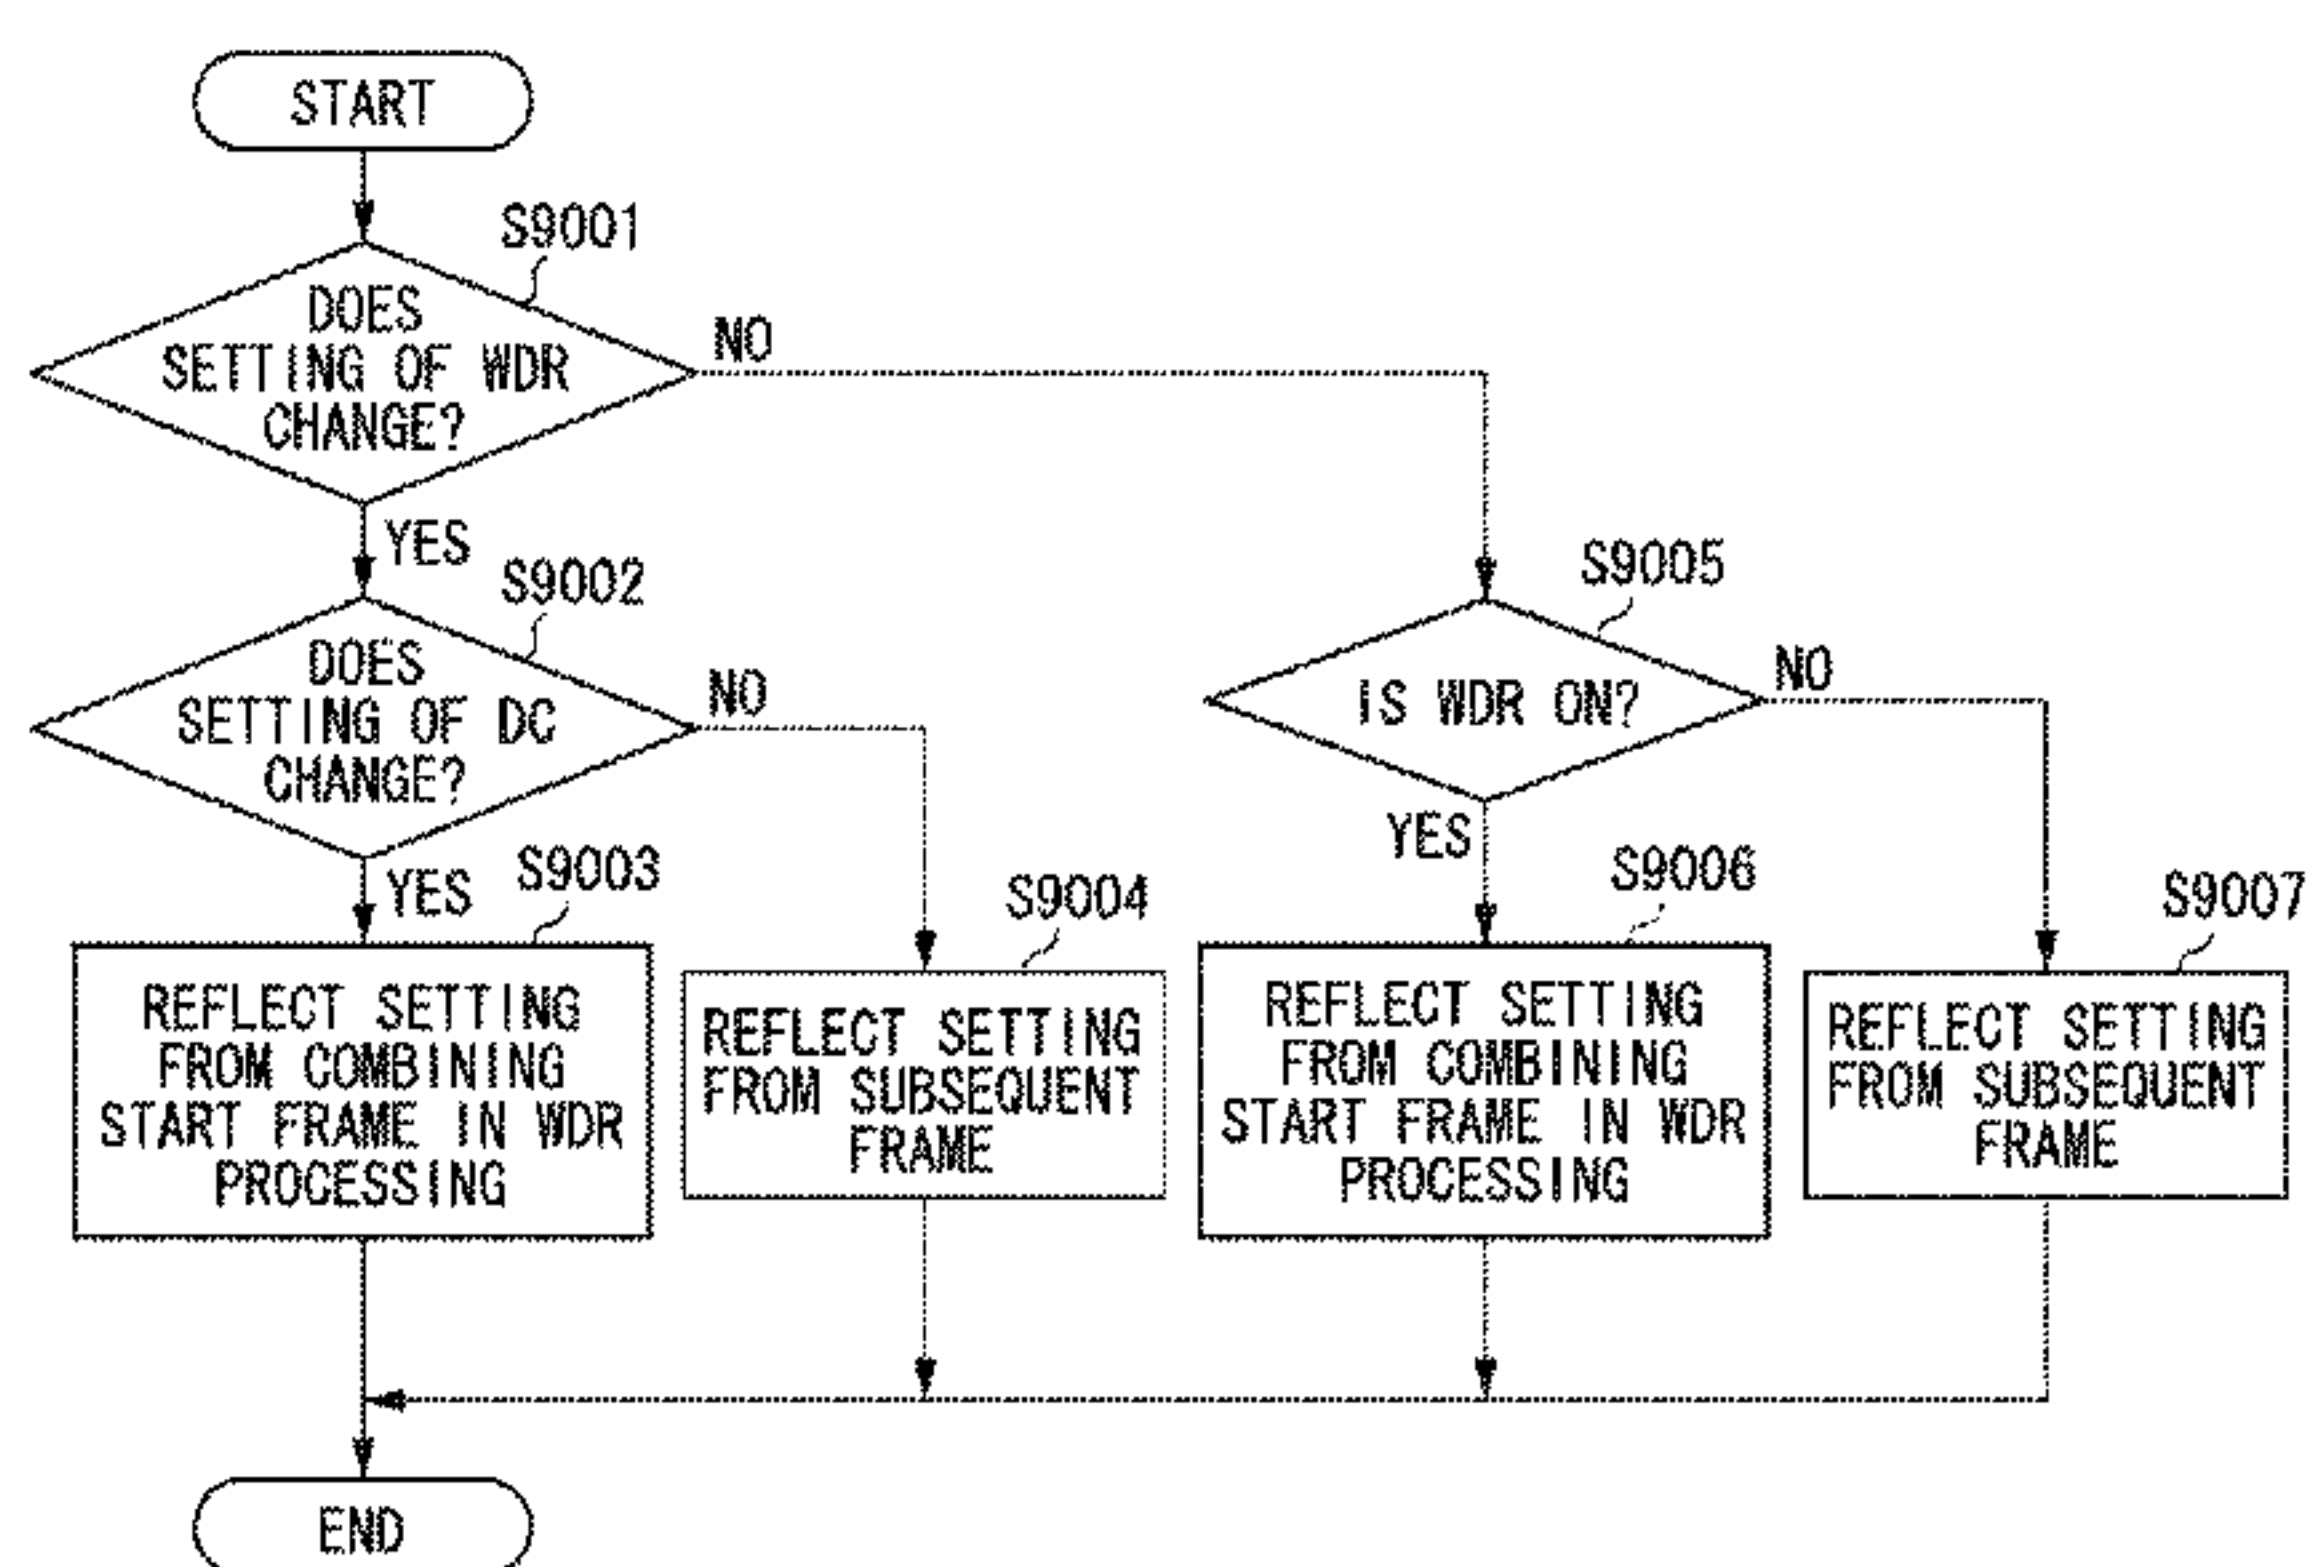 START
S9001
DOES
SETTING OF WDR
CHANGE?
NO
YES
S9002
DOES
SETTING OF DC
CHANGE?
NO
YES
S9003
REFLECT SETTING
FROM COMBINING
START FRAME IN WDR
PROCESSING
S9004
REFLECT SETTING
FROM SUBSEQUENT
FRAME
S9005
IS WDR ON?
NO
YES
S9006
REFLECT SETTING
FROM COMBINING
START FRAME IN WDR
PROCESSING
S9007
REFLECT SETTING
FROM SUBSEQUENT
FRAME
END